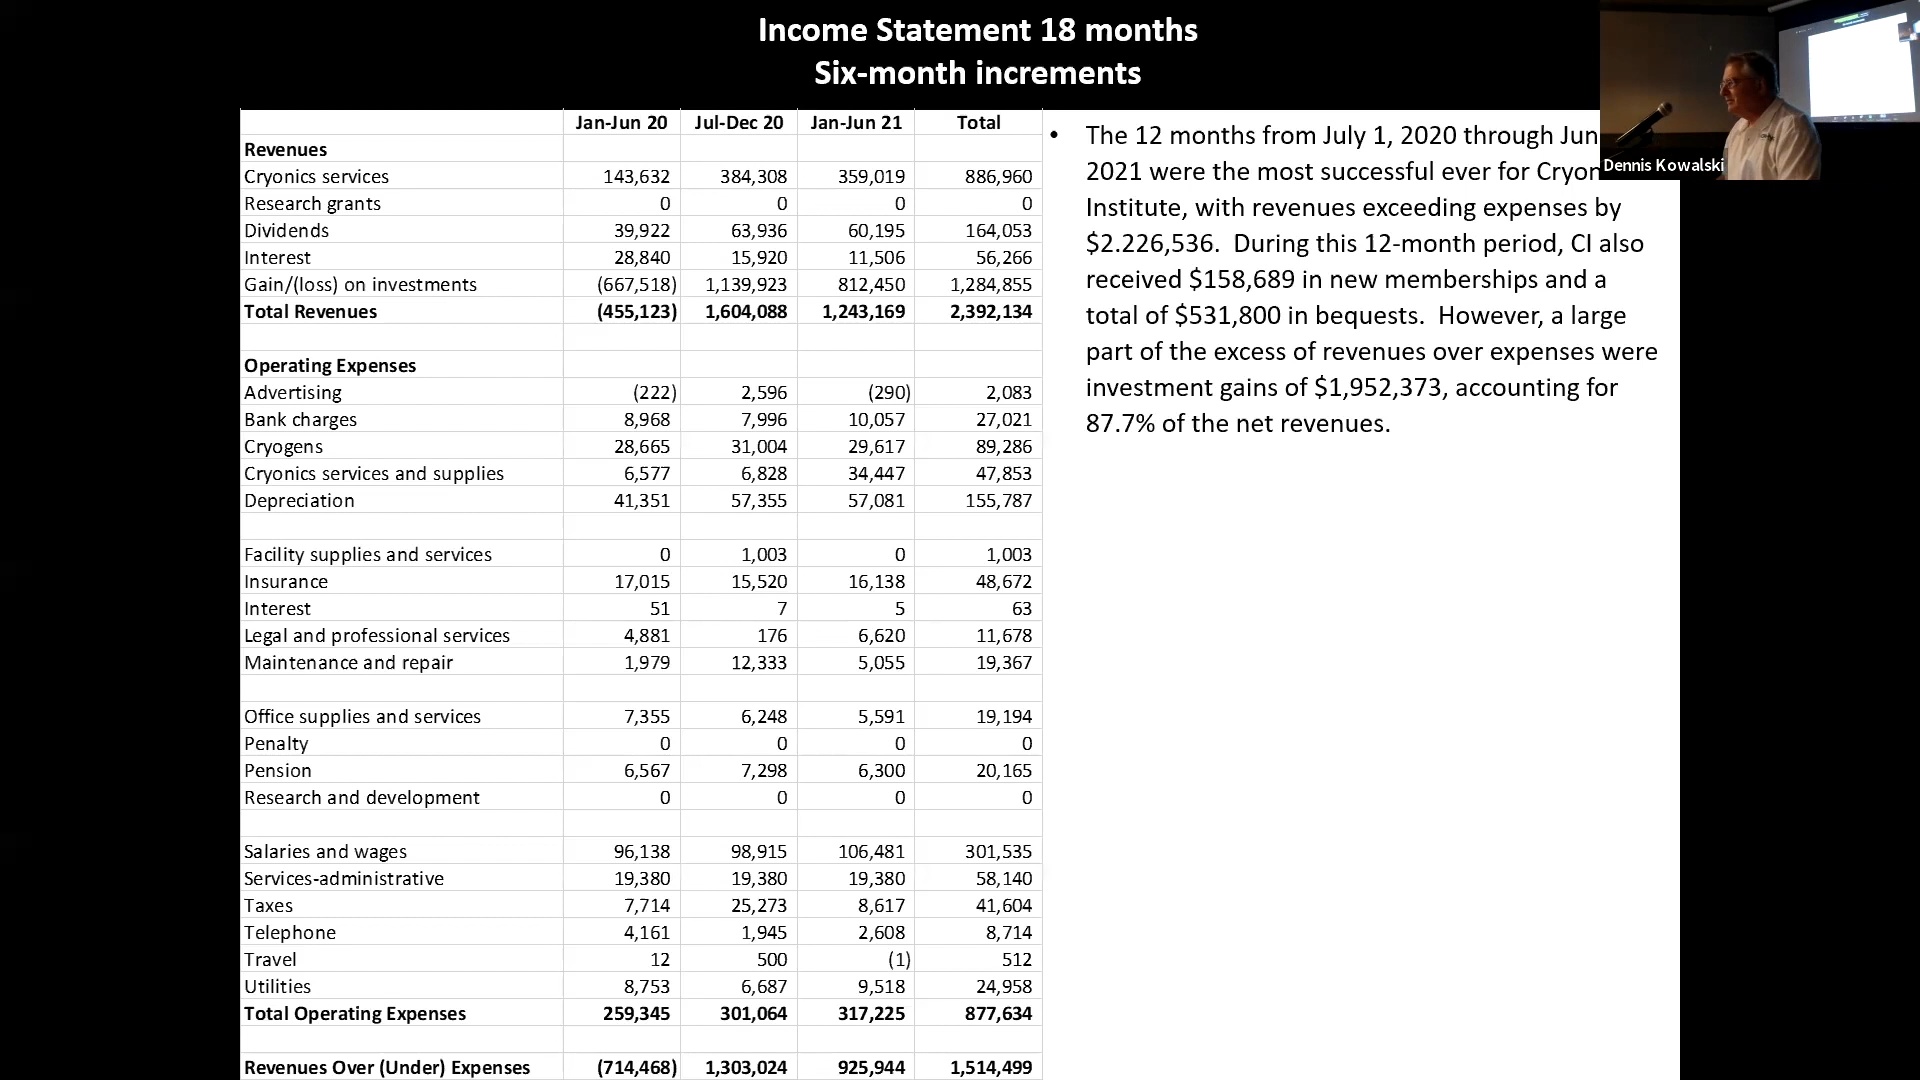 Income Statement 18 months
Six-month increments
Jan-Jun 20 Jul-Dec 20 Jan-Jun 21 Total
Revenues
Cryonics services 143,632 384,308 359,019 886,960
Research grants 0 0 0 0
Dividends 39,922 63,936 60,195 164,053
Interest 28,840 15,920 11,506 56,266
Gain/(loss) on investments (667,518) 1,139,923 812,450 1,284,855
Total Revenues (455,123) 1,604,088 1,243,169 2,392,134
Operating Expenses
Advertising (222) 2,596 (290) 2,083
Bank charges 8,968 7,996 10,057 27,021
Cryogens 28,665 31,004 29,617 89,286
Cryonics services and supplies 6,577 6,828 34,447 47,853
Depreciation 41,351 57,355 57,081 155,787
Facility supplies and services 0 1,003 0 1,003
Insurance 17,015 15,520 16,138 48,672
Interest 51 7 5 63
Legal and professional services 4,881 176 6,620 11,678
Maintenance and repair 1,979 12,333 5,055 19,367
Office supplies and services 7,355 6,248 5,591 19,194
Penalty 0 0 0 0
Pension 6,567 7,298 6,300 20,165
Research and development 0 0 0 0
Salaries and wages 96,138 98,915 106,481 301,535
Services-administrative 19,380 19,380 19,380 58,140
Taxes 7,714 25,273 8,617 41,604
Telephone 4,161 1,945 2,608 8,714
Travel 12 500 (1) 512
Utilities 8,753 6,687 9,518 24,958
Total Operating Expenses 259,345 301,064 317,225 877,634
Revenues Over (Under) Expenses (714,468) 1,303,024 925,944 1,514,499
• The 12 months from July 1, 2020 through Jun
2021 were the most successful ever for Cryon
Institute, with revenues exceeding expenses by
$2.226,536. During this 12-month period, CI also
received $158,689 in new memberships and a
total of $531,800 in bequests. However, a large
part of the excess of revenues over expenses were
investment gains of $1,952,373, accounting for
87.7% of the net revenues.
Dennis Kowalski